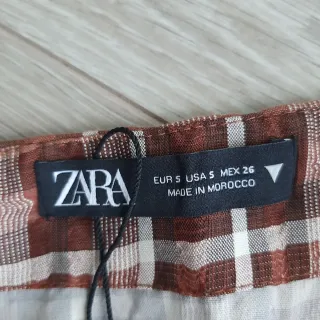 ZARA
EUR S USA S MEX 26
MADE IN MOROCCO